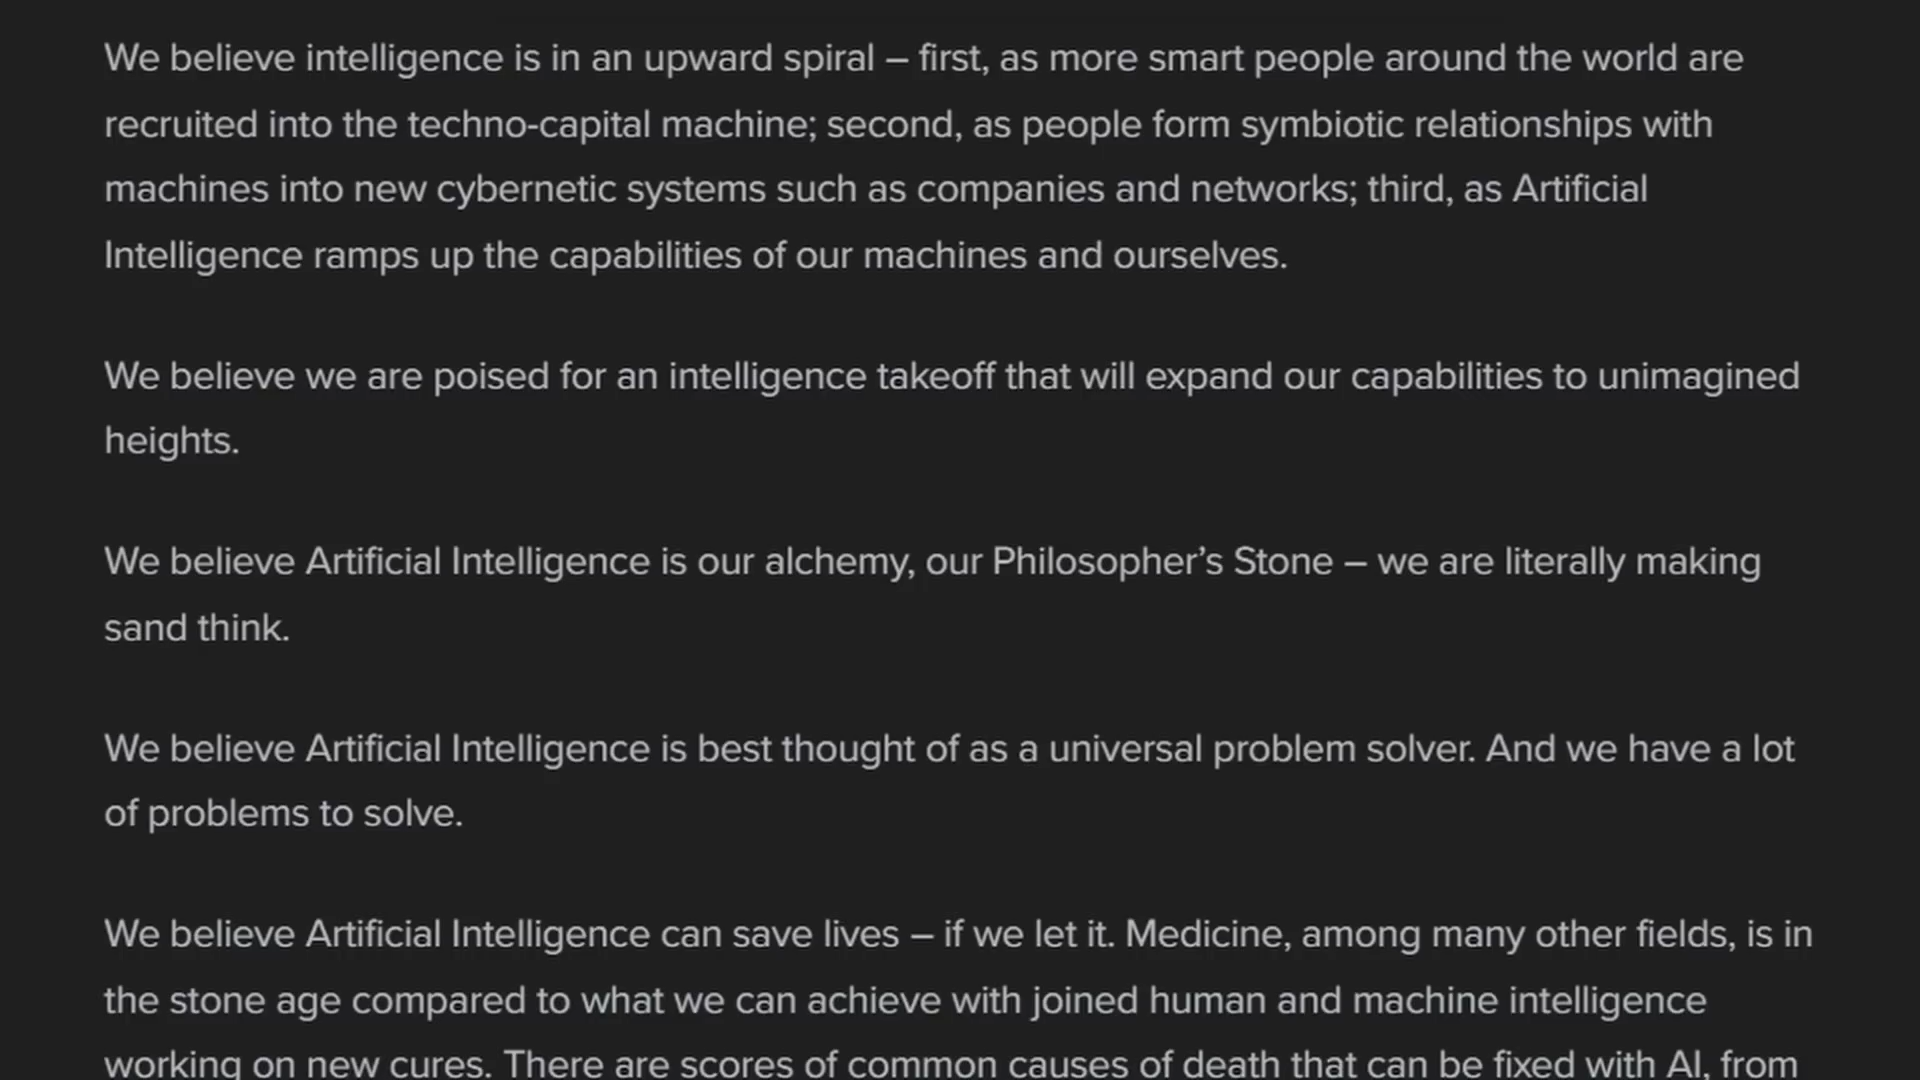 We believe intelligence is in an upward spiral – first, as more smart people around the world are
recruited into the techno-capital machine; second, as people form symbiotic relationships with
machines into new cybernetic systems such as companies and networks; third, as Artificial
Intelligence ramps up the capabilities of our machines and ourselves.
We believe we are poised for an intelligence takeoff that will expand our capabilities to unimagined
heights.
We believe Artificial Intelligence is our alchemy, our Philosopher’s Stone – we are literally making
sand think.
We believe Artificial Intelligence is best thought of as a universal problem solver. And we have a lot
of problems to solve.
We believe Artificial Intelligence can save lives – if we let it. Medicine, among many other fields, is in
the stone age compared to what we can achieve with joined human and machine intelligence
working on new cures. There are scores of common causes of death that can be fixed with AI, from